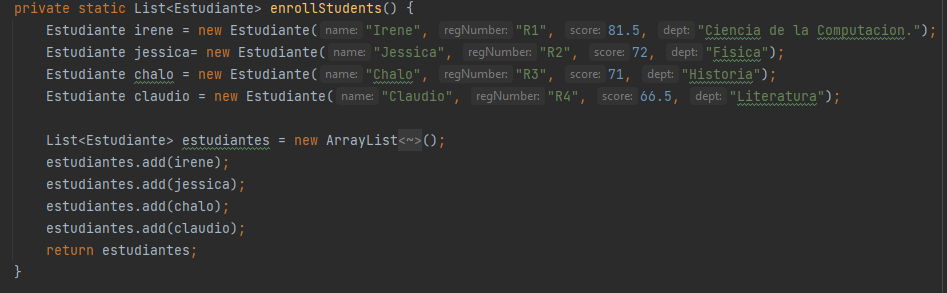 private static List<Estudiante> enrollStudents() {
Estudiante irene = new Estudiante( name: "Irene", regNumber: "R1", score: 81.5, dept: "Ciencia de la Computacion.");
Estudiante jessica= new Estudiante( name: "Jessica", regNumber: "R2", score: 72, dept: "Fisica");
Estudiante chalo = new Estudiante( name: "Chalo", regNumber: "R3", score: 71, dept: "Historia");
Estudiante claudio = new Estudiante( name: "Claudio", regNumber: "R4", score: 66.5, dept: "Literatura");
List<Estudiante> estudiantes = new ArrayList<~>();
estudiantes.add(irene);
estudiantes.add(jessica);
estudiantes.add(chalo);
estudiantes.add(claudio);
return estudiantes;
}